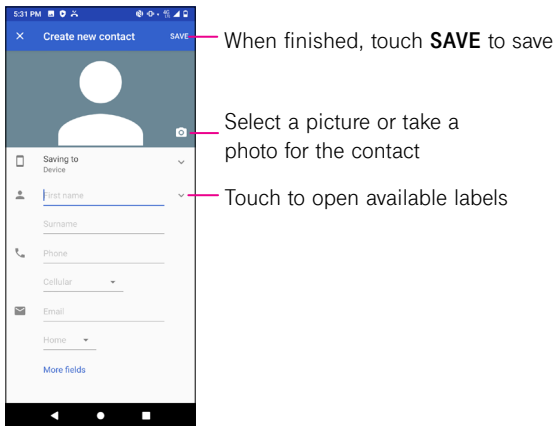 5:31 PM
Create new contact
SAVE
When finished, touch SAVE to save
Select a picture or take a
photo for the contact
Saving to
Device
First name
Touch to open available labels
Surname
Phone
Cellular
Email
Home
More fields